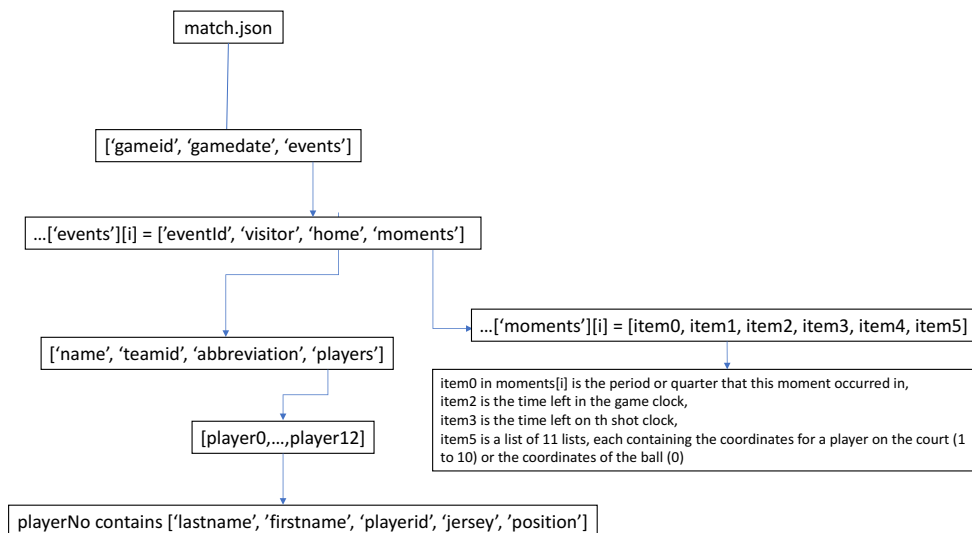 match.json
[‘gameid’, ‘gamedate’, ‘events’]
...[‘events’][i] = [’eventId’, ‘visitor’, ‘home’, ‘moments’]
...[‘moments’][i] = [item0, item1, item2, item3, item4, item5]
[‘name’, ‘teamid’, ‘abbreviation’, ‘players’]
item0 in moments[i] is the period or quarter that this moment occurred in,
item2 is the time left in the game clock,
item3 is the time left on th shot clock,
item5 is a list of 11 lists, each containing the coordinates for a player on the court (1
to 10) or the coordinates of the ball (0)
[player0,...,player12]
playerNo contains [‘lastname’, ’firstname’, ‘playerid’, ‘jersey’, ’position’]